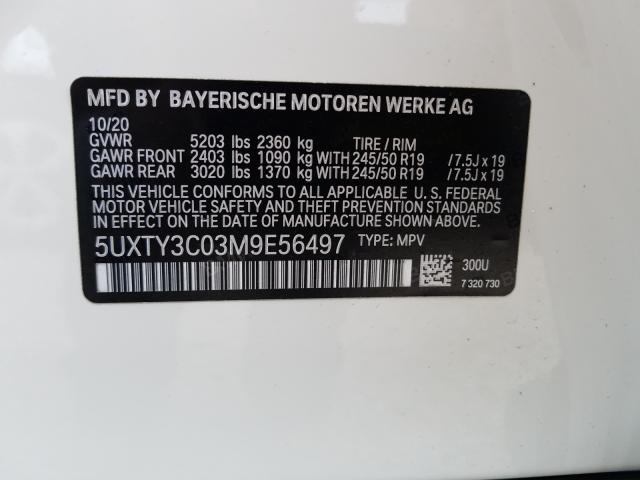 MFD BY BAYERISCHE MOTOREN WERKE AG
10/20
GVWR 5203 lbs 2360 kg TIRE / RIM
GAWR FRONT 2403 lbs 1090 kg WITH 245/50 R19 / 7.5J x 19
GAWR REAR 3020 lbs 1370 kg WITH 245/50 R19 / 7.5J x 19
THIS VEHICLE CONFORMS TO ALL APPLICABLE U. S. FEDERAL
MOTOR VEHICLE SAFETY, BUMPER, AND THEFT PREVENTION
STANDARDS IN EFFECT ON THE DATE OF MANUFACTURE SHOWN ABOVE.
5UXTY3C03M9E56497 TYPE: MPV
300U
7 320 730